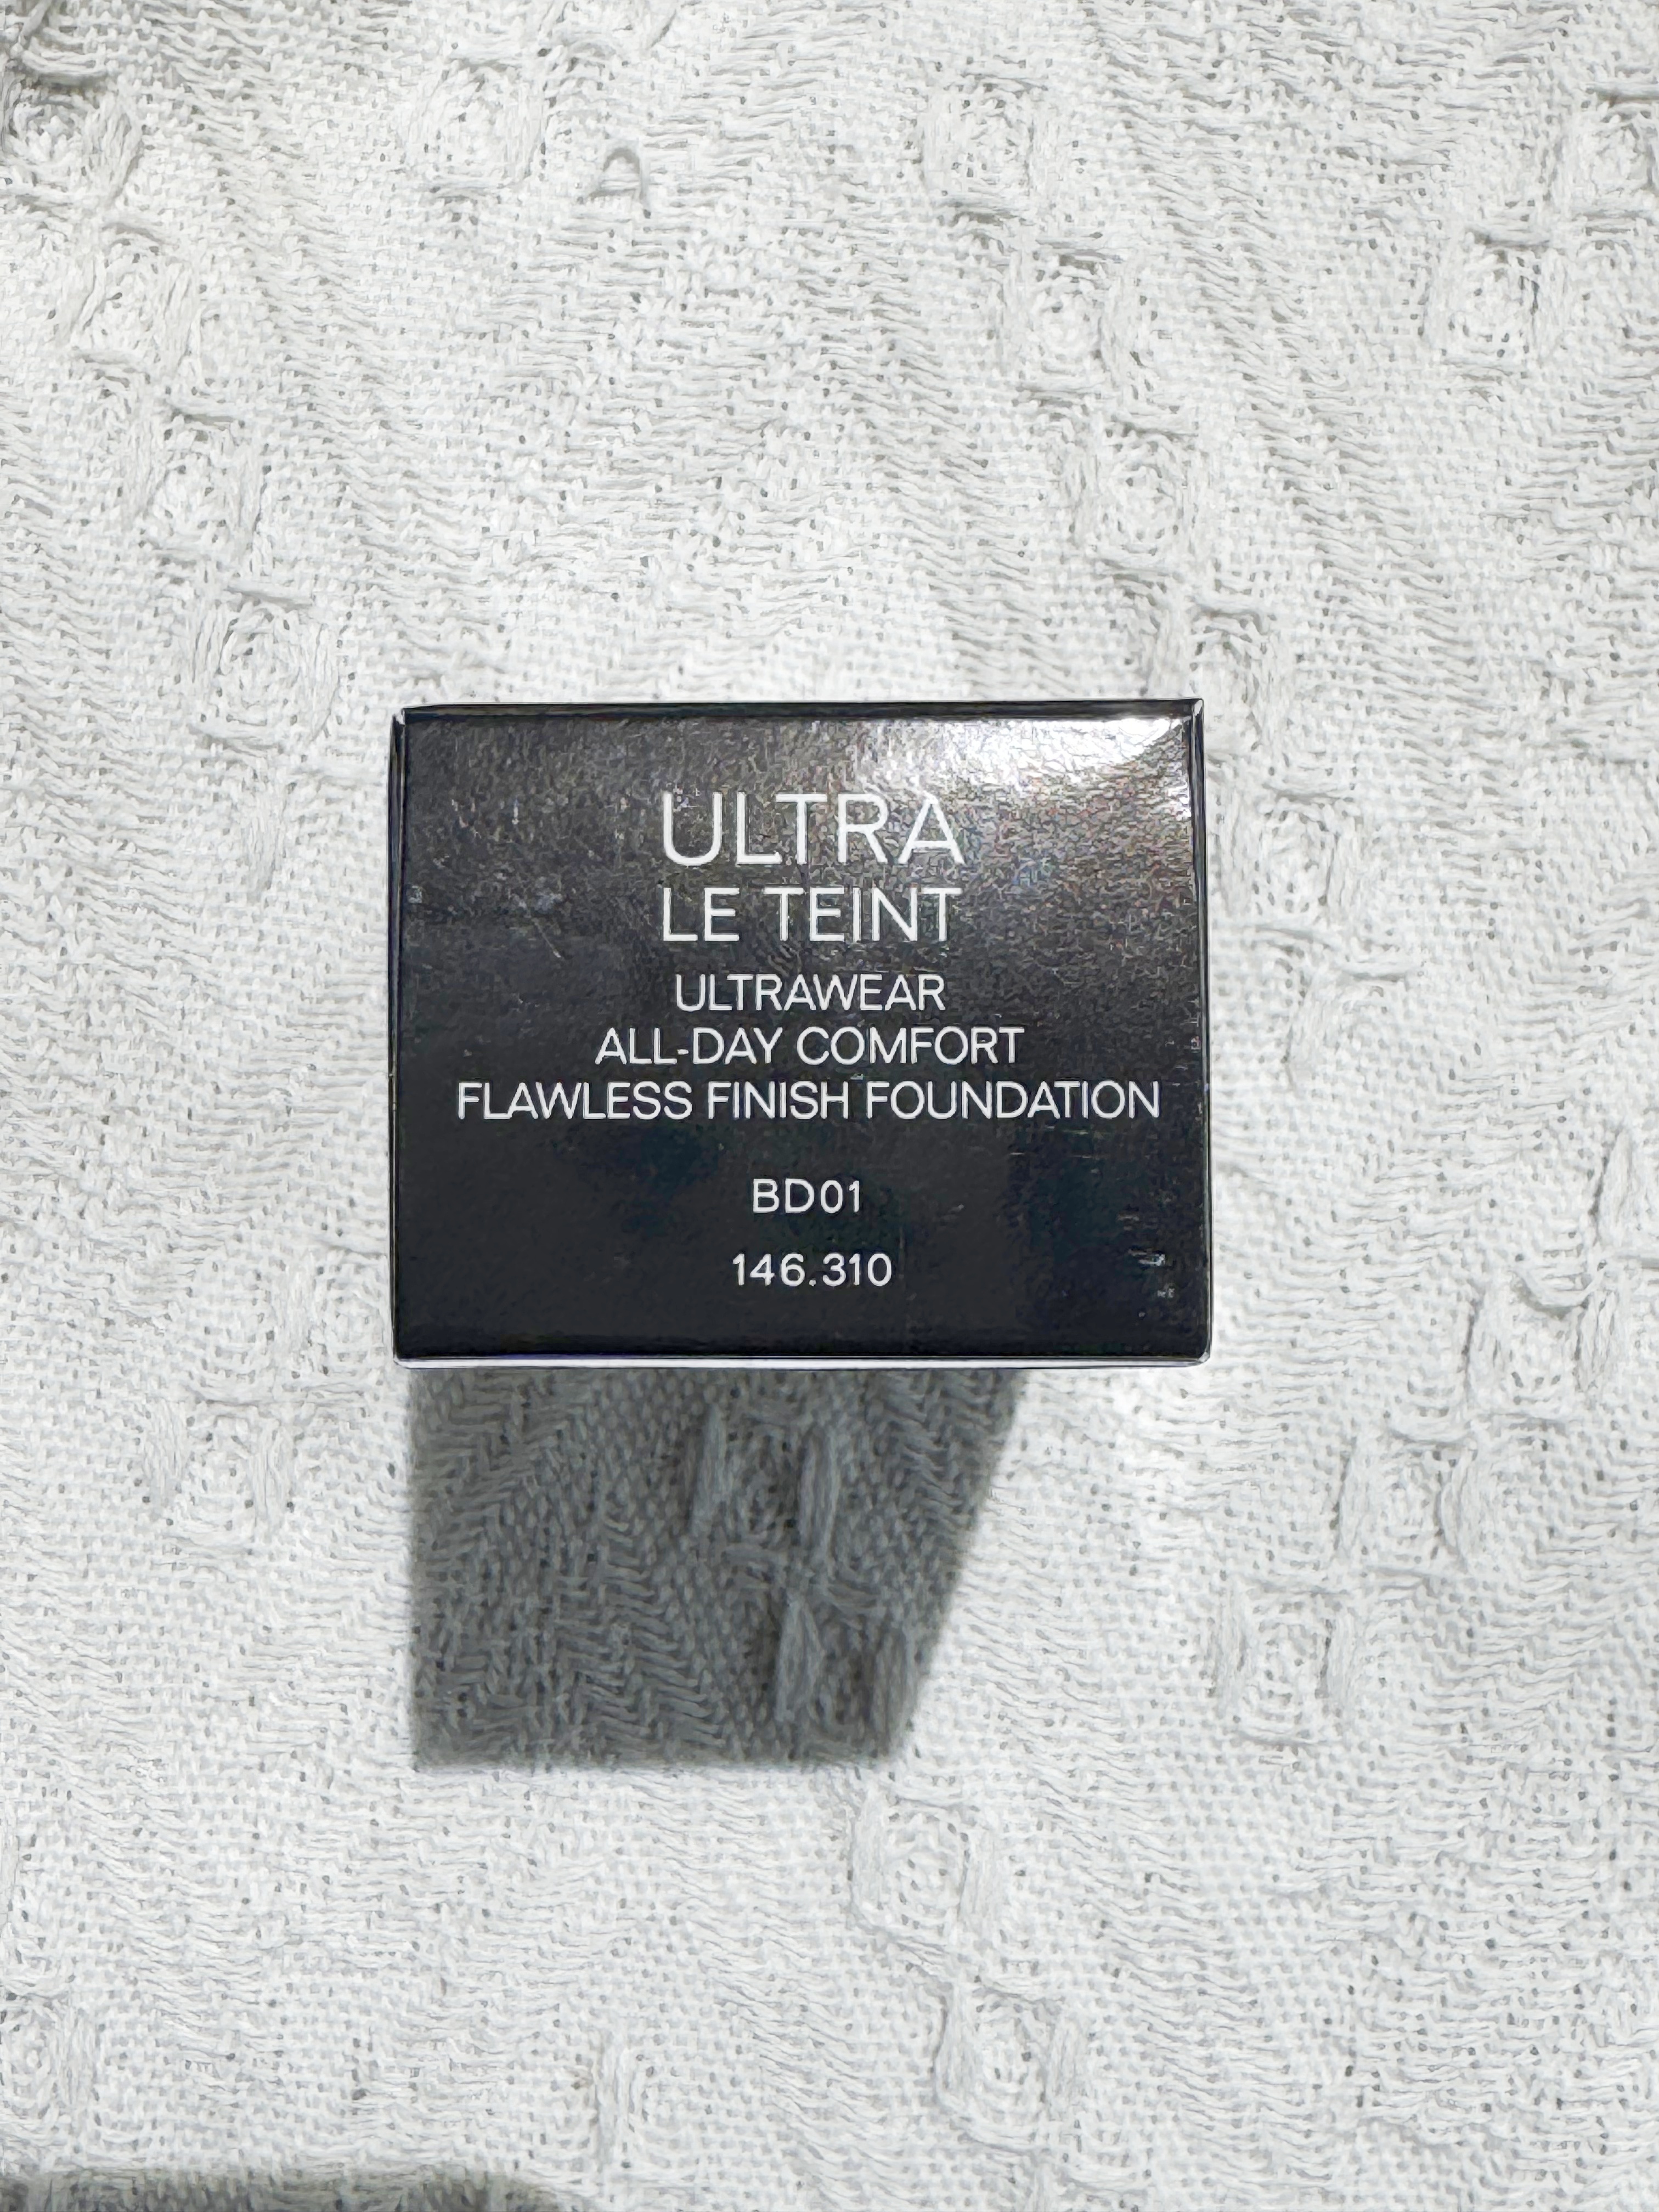 ULTRA
LE TEINT
ULTRAWEAR
ALL-DAY COMFORT
FLAWLESS FINISH FOUNDATION
BD01
146.310